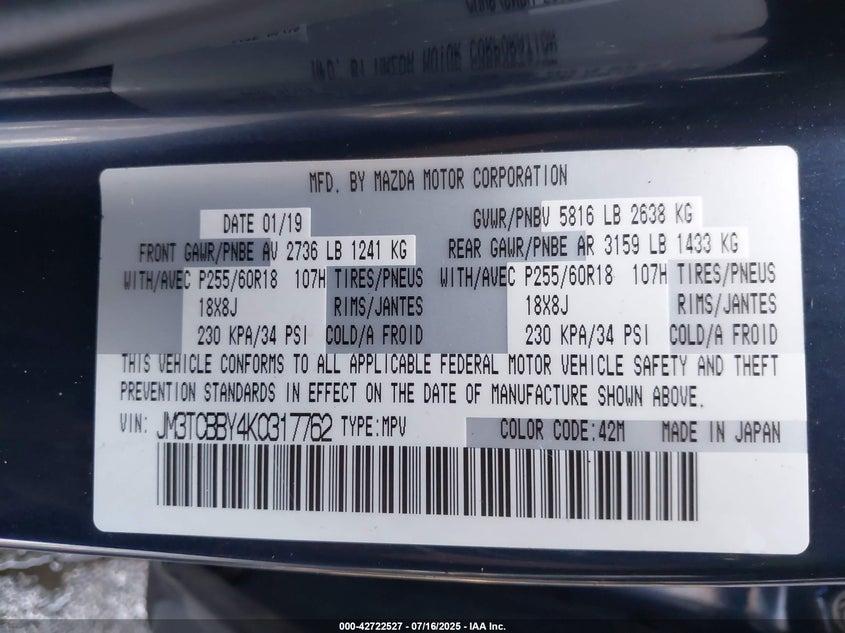 MFD. BY MAZDA MOTOR CORPORATION
DATE 01/19 GVWR/PNBV 5816 LB 2638 KG
FRONT GAWR/PNBE AV 2736 LB 1241 KG REAR GAWR/PNBE AR 3159 LB 1433 KG
WITH/AVEC P255/60R18 107H TIRES/PNEUS WITH/AVEC P255/60R18 107H TIRES/PNEUS
18X8J RIMS/JANTES 18X8J RIMS/JANTES
230 KPA/34 PSI COLD/A FROID 230 KPA/34 PSI COLD/A FROID
THIS VEHICLE CONFORMS TO ALL APPLICABLE FEDERAL MOTOR VEHICLE SAFETY AND THEFT
PREVENTION STANDARDS IN EFFECT ON THE DATE OF MANUFACTURE SHOWN ABOVE.
VIN: JM3TCBBY4K0317762 TYPE:MPV COLOR CODE:42M MADE IN JAPAN
000-42722527 - 07/16/2025 - IAA Inc.